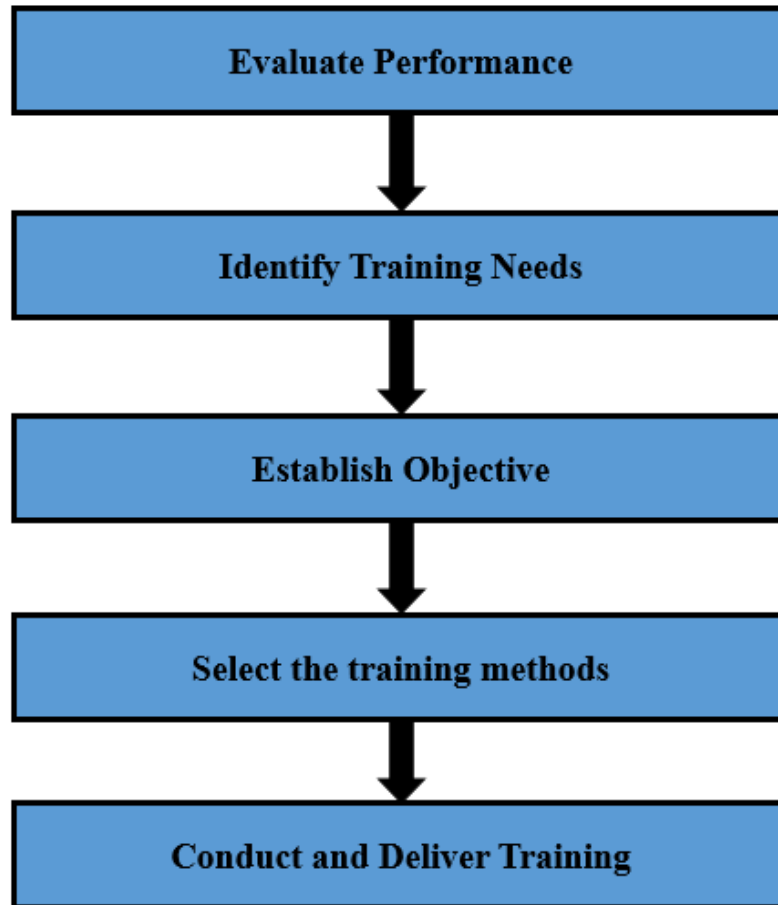 Evaluate Performance
Identify Training Needs
Establish Objective
Select the training methods
Conduct and Deliver Training